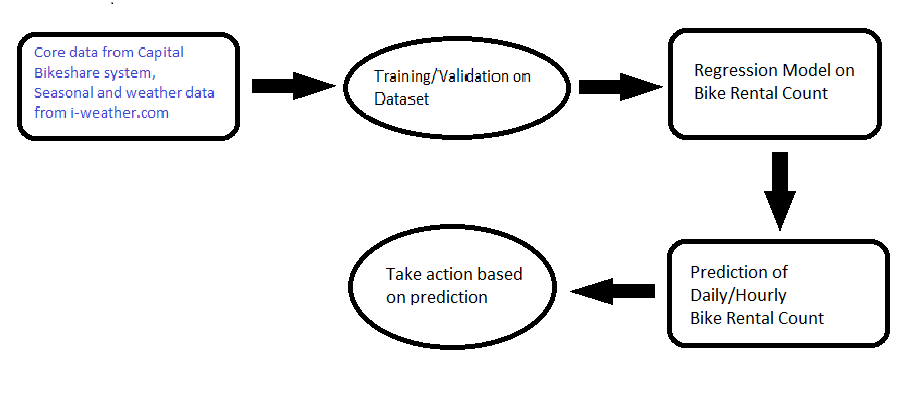 Core data from Capital
Bikeshare system,
Seasonal and weather data
from i-weather.com
Training/Validation on
Dataset
Regression Model on
Bike Rental Count
Prediction of
Daily/Hourly
Bike Rental Count
Take action based
on prediction